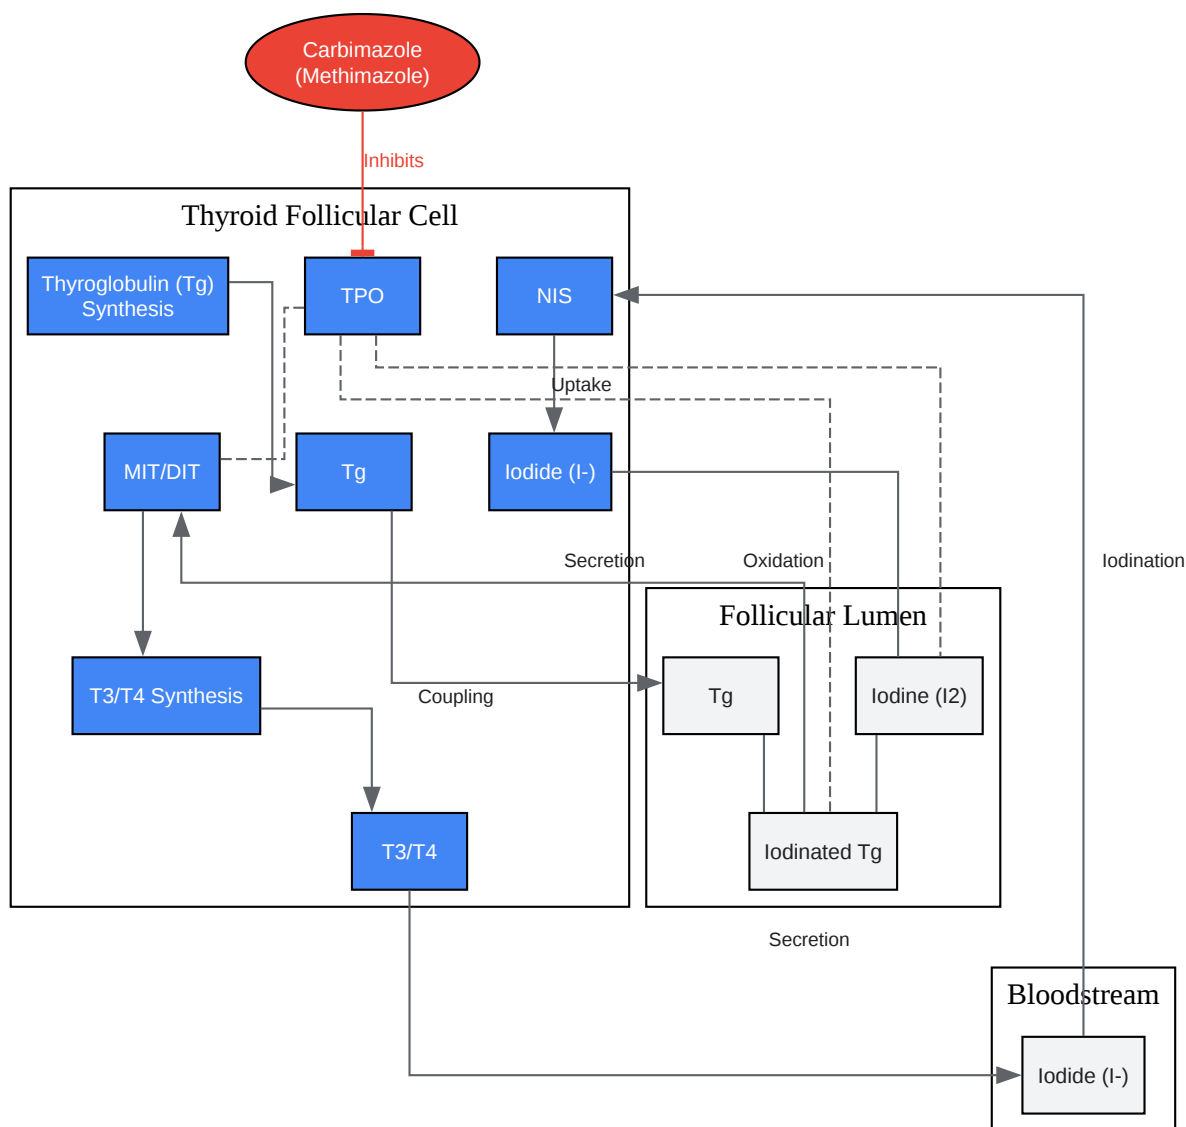 Carbimazole
(Methimazole)
Inhibits
Thyroid Follicular Cell
Thyroglobulin (Tg)
Synthesis
TPO
NIS
Uptake
MIT/DIT
Tg
Iodide (I-)
Secretion
Oxidation
Iodination
Follicular Lumen
T3/T4 Synthesis
Coupling
Tg
Iodine (I2)
T3/T4
Iodinated Tg
Secretion
Bloodstream
Iodide (I-)